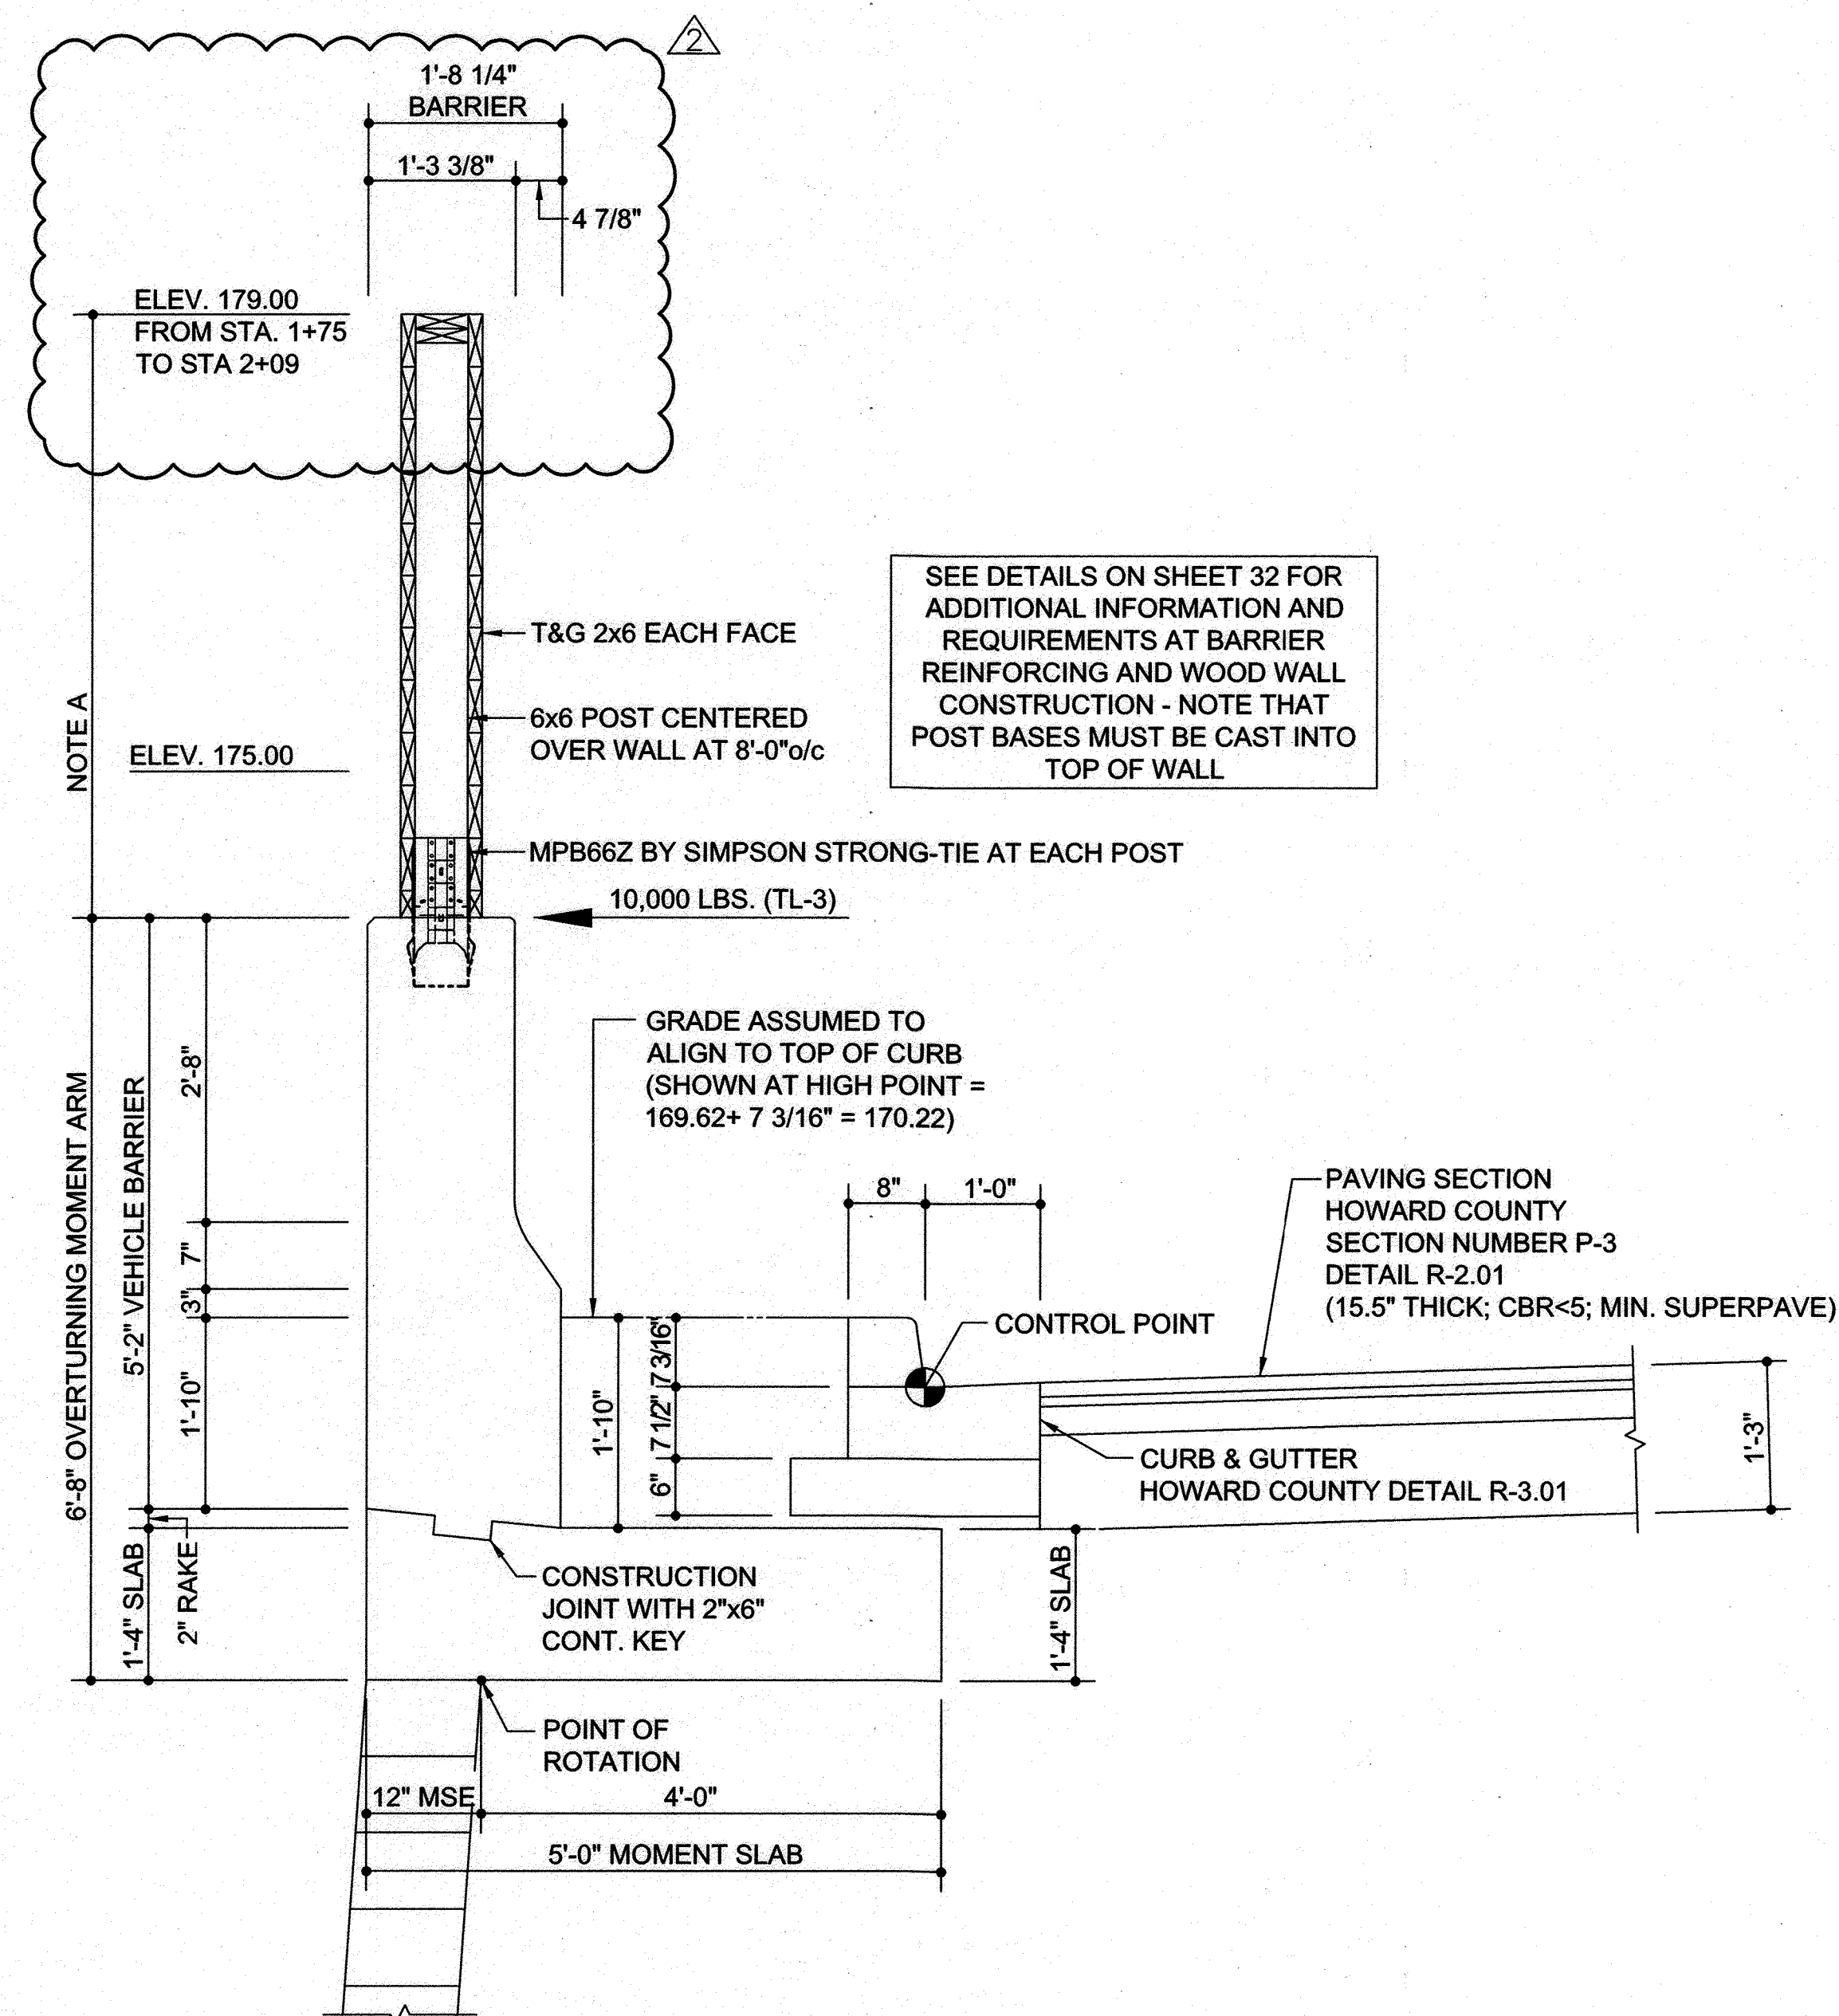 2
1'-8 1/4"
BARRIER
1'-3 3/8"
4 7/8"
ELEV. 179.00
FROM STA. 1+75
TO STA 2+09
T&G 2x6 EACH FACE
6x6 POST CENTERED
OVER WALL AT 8'-0"o/c
SEE DETAILS ON SHEET 32 FOR
ADDITIONAL INFORMATION AND
REQUIREMENTS AT BARRIER
REINFORCING AND WOOD WALL
CONSTRUCTION - NOTE THAT
POST BASES MUST BE CAST INTO
TOP OF WALL
NOTE A
ELEV. 175.00
MPB66Z BY SIMPSON STRONG-TIE AT EACH POST
10,000 LBS. (TL-3)
GRADE ASSUMED TO
ALIGN TO TOP OF CURB
(SHOWN AT HIGH POINT =
169.62+ 7 3/16" = 170.22)
6'-8" OVERTURNING MOMENT ARM
5'-2" VEHICLE BARRIER
2'-8"
7"
3"
1'-10"
8"
1'-0"
PAVING SECTION
HOWARD COUNTY
SECTION NUMBER P-3
DETAIL R-2.01
(15.5" THICK; CBR<5; MIN. SUPERPAVE)
CONTROL POINT
1'-10"
7 3/16"
7 1/2"
6"
CURB & GUTTER
HOWARD COUNTY DETAIL R-3.01
1'-3"
1'-4" SLAB
2" RAKE
CONSTRUCTION
JOINT WITH 2"x6"
CONT. KEY
1'-4" SLAB
POINT OF
ROTATION
12" MSE
4'-0"
5'-0" MOMENT SLAB